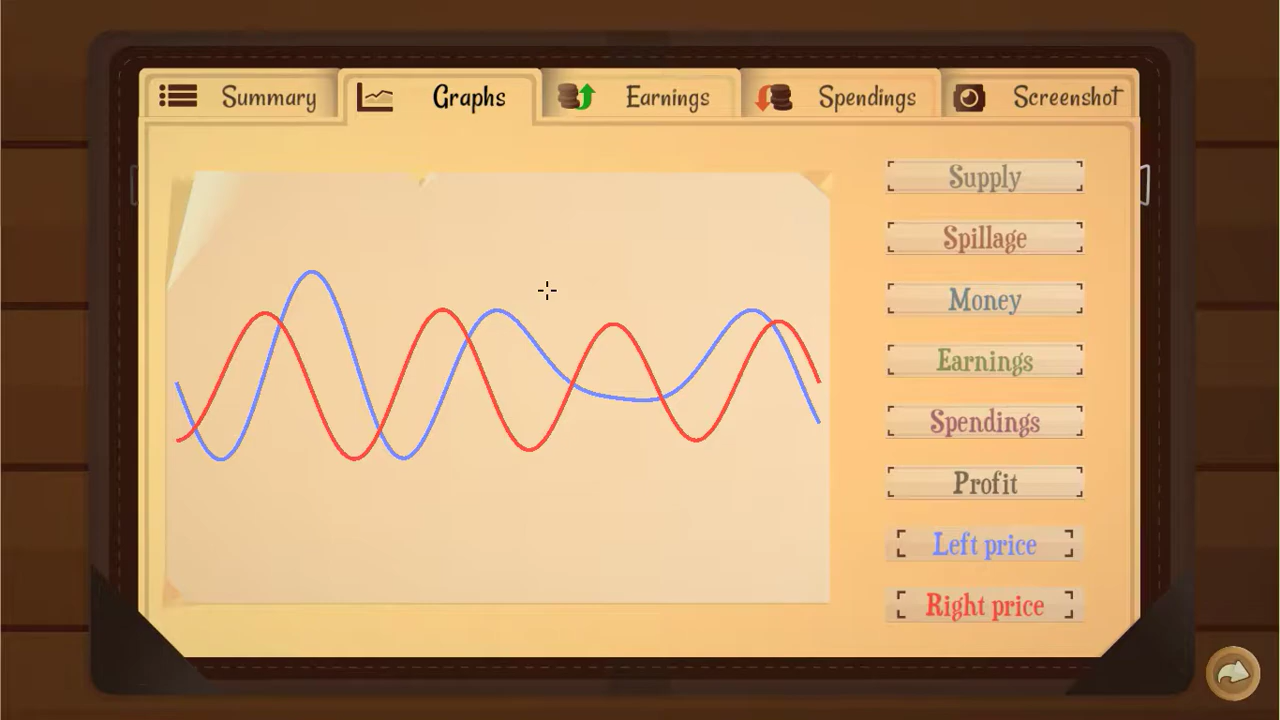 Summary
Graphs
Earnings
Spendings
Screenshot
Supply
Spillage
Money
Earnings
Spendings
Profit
Left price
Right price